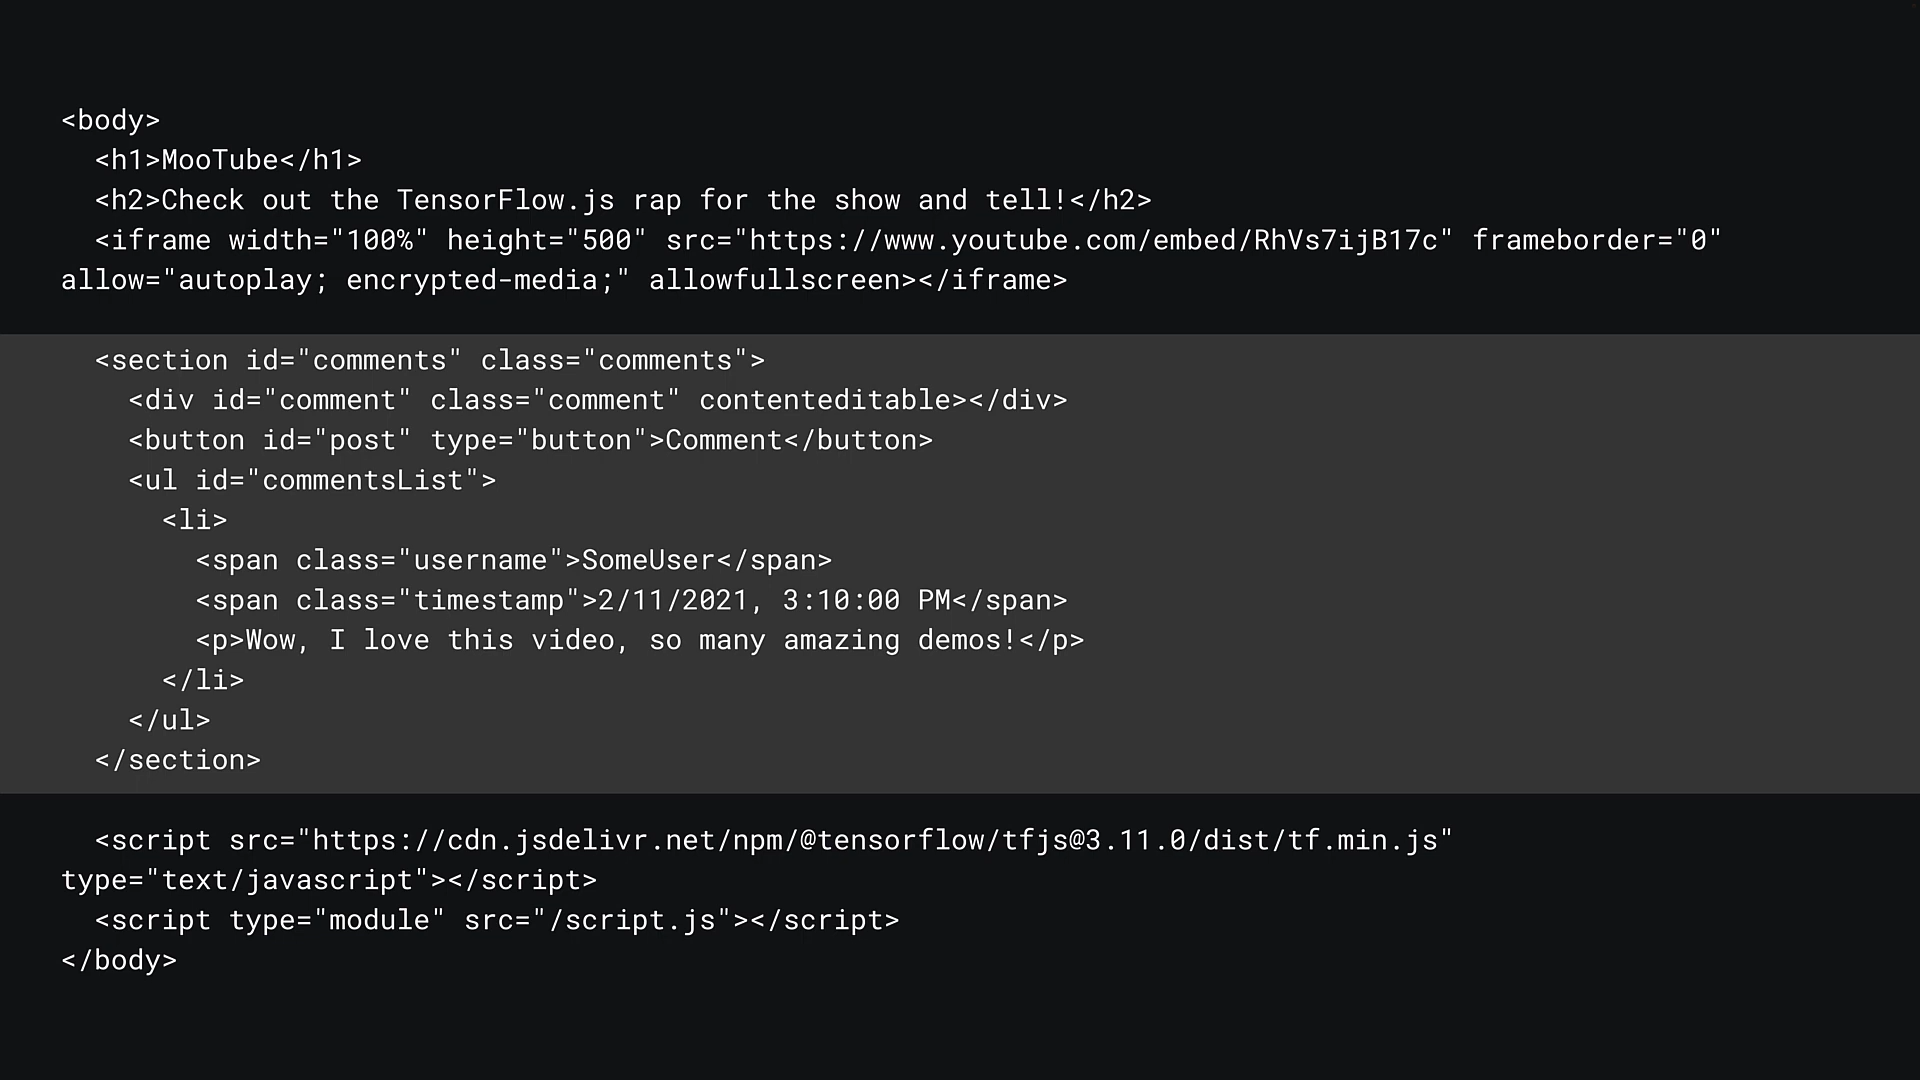 <body>
  <h1>MooTube</h1>
  <h2>Check out the TensorFlow.js rap for the show and tell!</h2>
  <iframe width="100%" height="500" src="https://www.youtube.com/embed/RhVs7ijB17c" frameborder="0"
allow="autoplay; encrypted-media;" allowfullscreen></iframe>
  <section id="comments" class="comments">
    <div id="comment" class="comment" contenteditable></div>
    <button id="post" type="button">Comment</button>
    <ul id="commentsList">
      <li>
        <span class="username">SomeUser</span>
        <span class="timestamp">2/11/2021, 3:10:00 PM</span>
        <p>Wow, I love this video, so many amazing demos!</p>
      </li>
    </ul>
  </section>
  <script src="https://cdn.jsdelivr.net/npm/@tensorflow/tfjs@3.11.0/dist/tf.min.js"
type="text/javascript"></script>
  <script type="module" src="/script.js"></script>
</body>